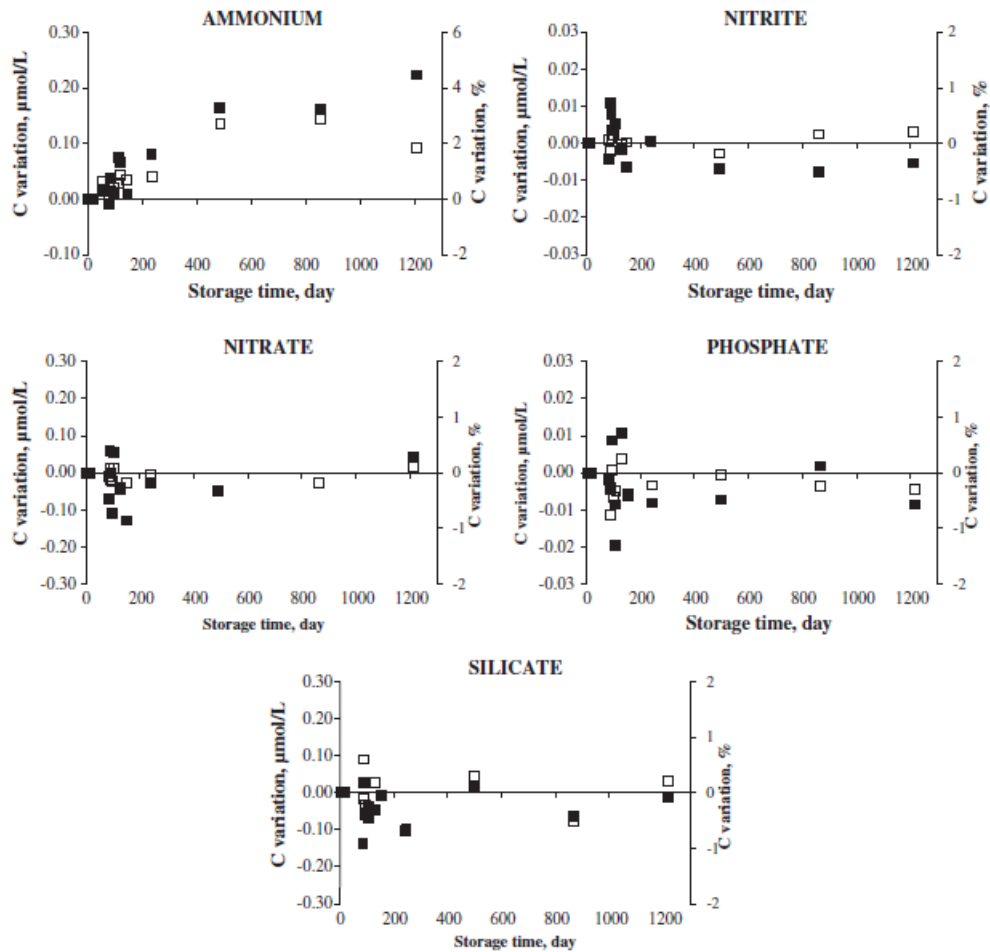 AMMONIUM
C variation, µmol/L
0.30
0.20
0.10
0.00
-0.10
6
4
2
0
-2
C variation, %
0 200 400 600 800 1000 1200
Storage time, day
NITRITE
C variation, µmol/L
0.03
0.02
0.01
0.00
-0.01
-0.02
-0.03
2
1
0
-1
-2
C variation, %
0 200 400 600 800 1000 1200
Storage time, day
NITRATE
C variation, µmol/L
0.30
0.20
0.10
0.00
-0.10
-0.20
-0.30
2
1
0
-1
-2
C variation, %
0 200 400 600 800 1000 1200
Storage time, day
PHOSPHATE
C variation, µmol/L
0.03
0.02
0.01
0.00
-0.01
-0.02
-0.03
2
1
0
-1
-2
C variation, %
0 200 400 600 800 1000 1200
Storage time, day
SILICATE
C variation, µmol/L
0.30
0.20
0.10
0.00
-0.10
-0.20
-0.30
2
1
0
-1
-2
C variation, %
0 200 400 600 800 1000 1200
Storage time, day